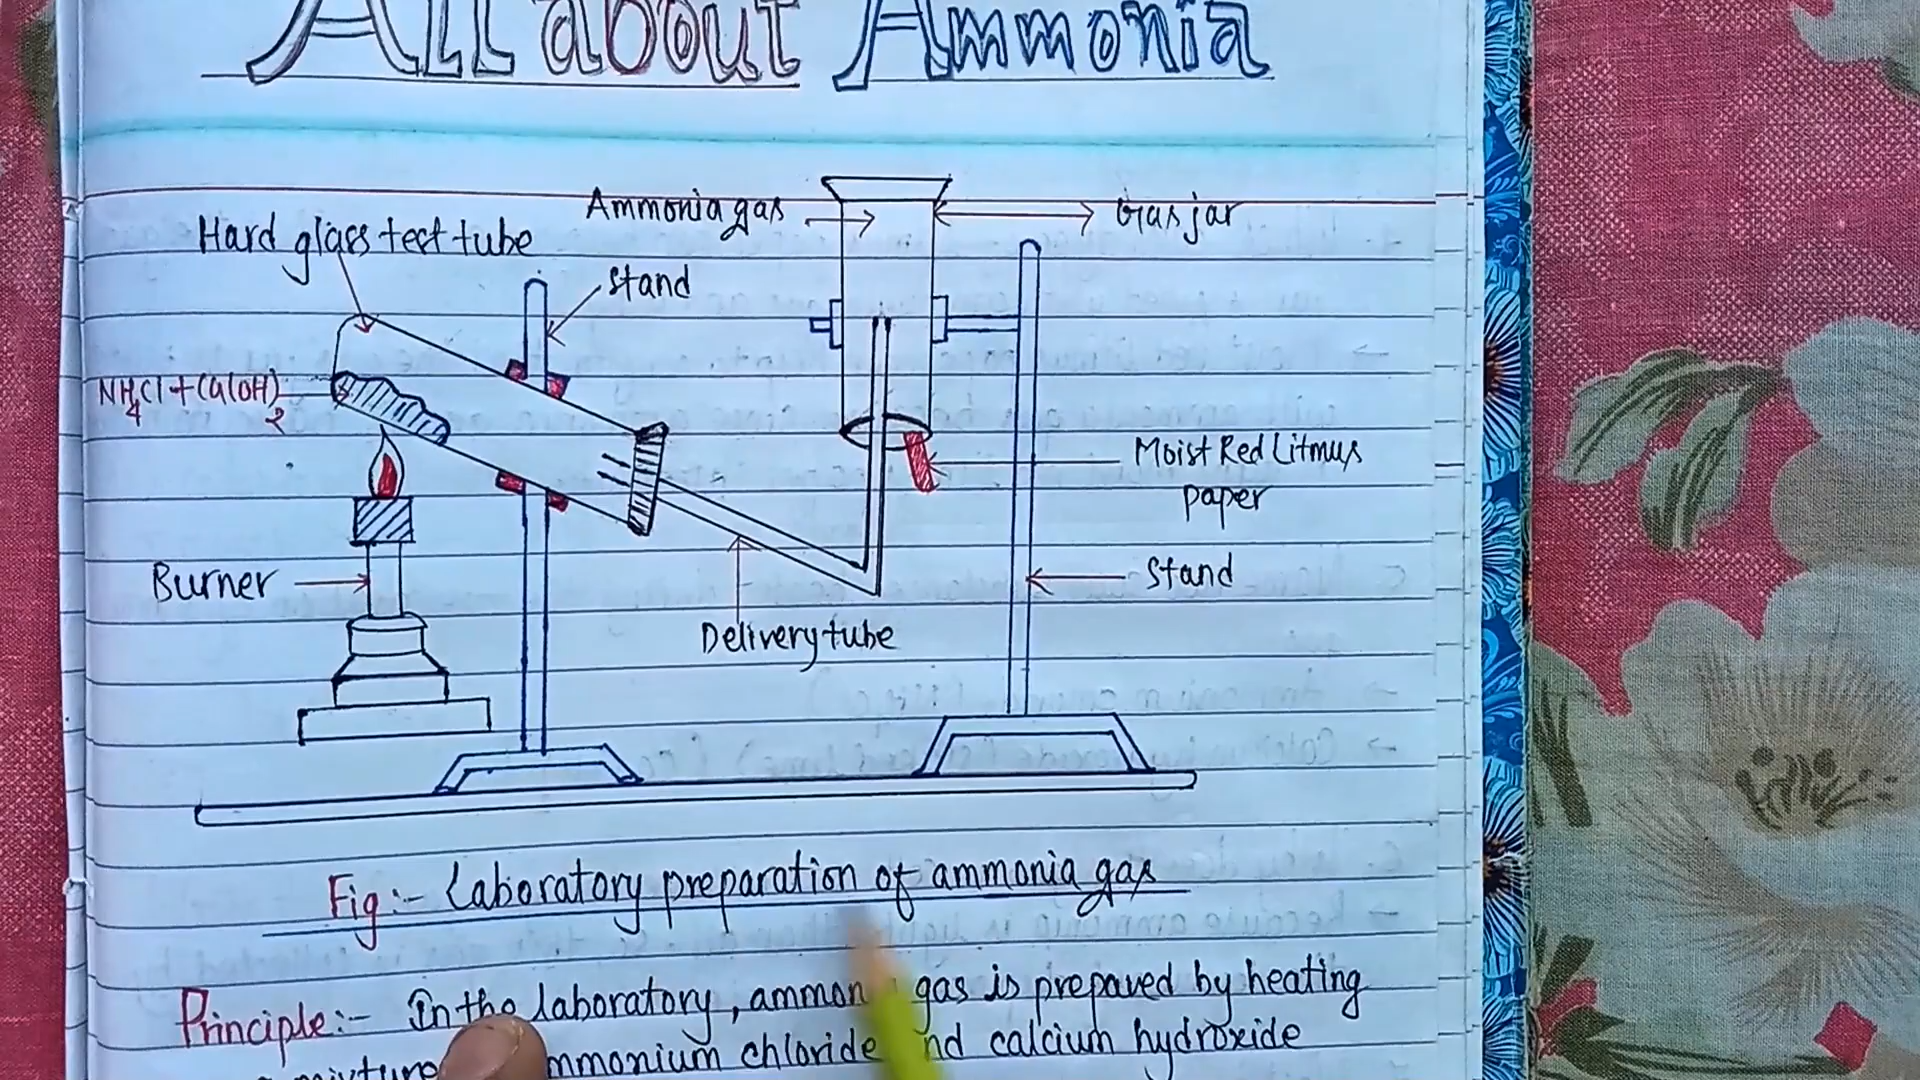 All about Ammonia
Ammonia gas
Gas jar
Hard glass test tube
Stand
NH4Cl + Ca(OH)2
Moist Red Litmus
paper
Burner
Stand
Delivery tube
Fig:- Laboratory preparation of ammonia gas
Principle:- In the laboratory, ammon gas is prepared by heating
mixture mmonium chloride nd calcium hydroxide